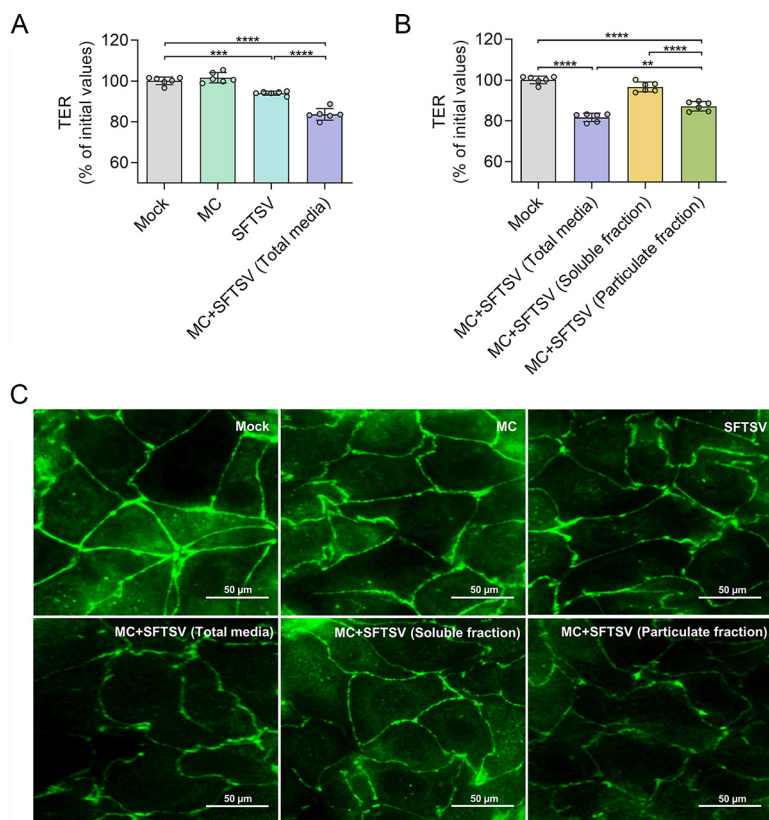 A
TER
(% of initial values)
120
100
80
60
****
***
****
Mock
MC
SFTSV
MC+SFTSV (Total media)
B
TER
(% of initial values)
120
100
80
60
****
****
****
**
Mock
MC+SFTSV (Total media)
MC+SFTSV (Soluble fraction)
MC+SFTSV (Particulate fraction)
C
Mock
50 µm
MC
50 µm
SFTSV
50 µm
MC+SFTSV (Total media)
50 µm
MC+SFTSV (Soluble fraction)
50 µm
MC+SFTSV (Particulate fraction)
50 µm